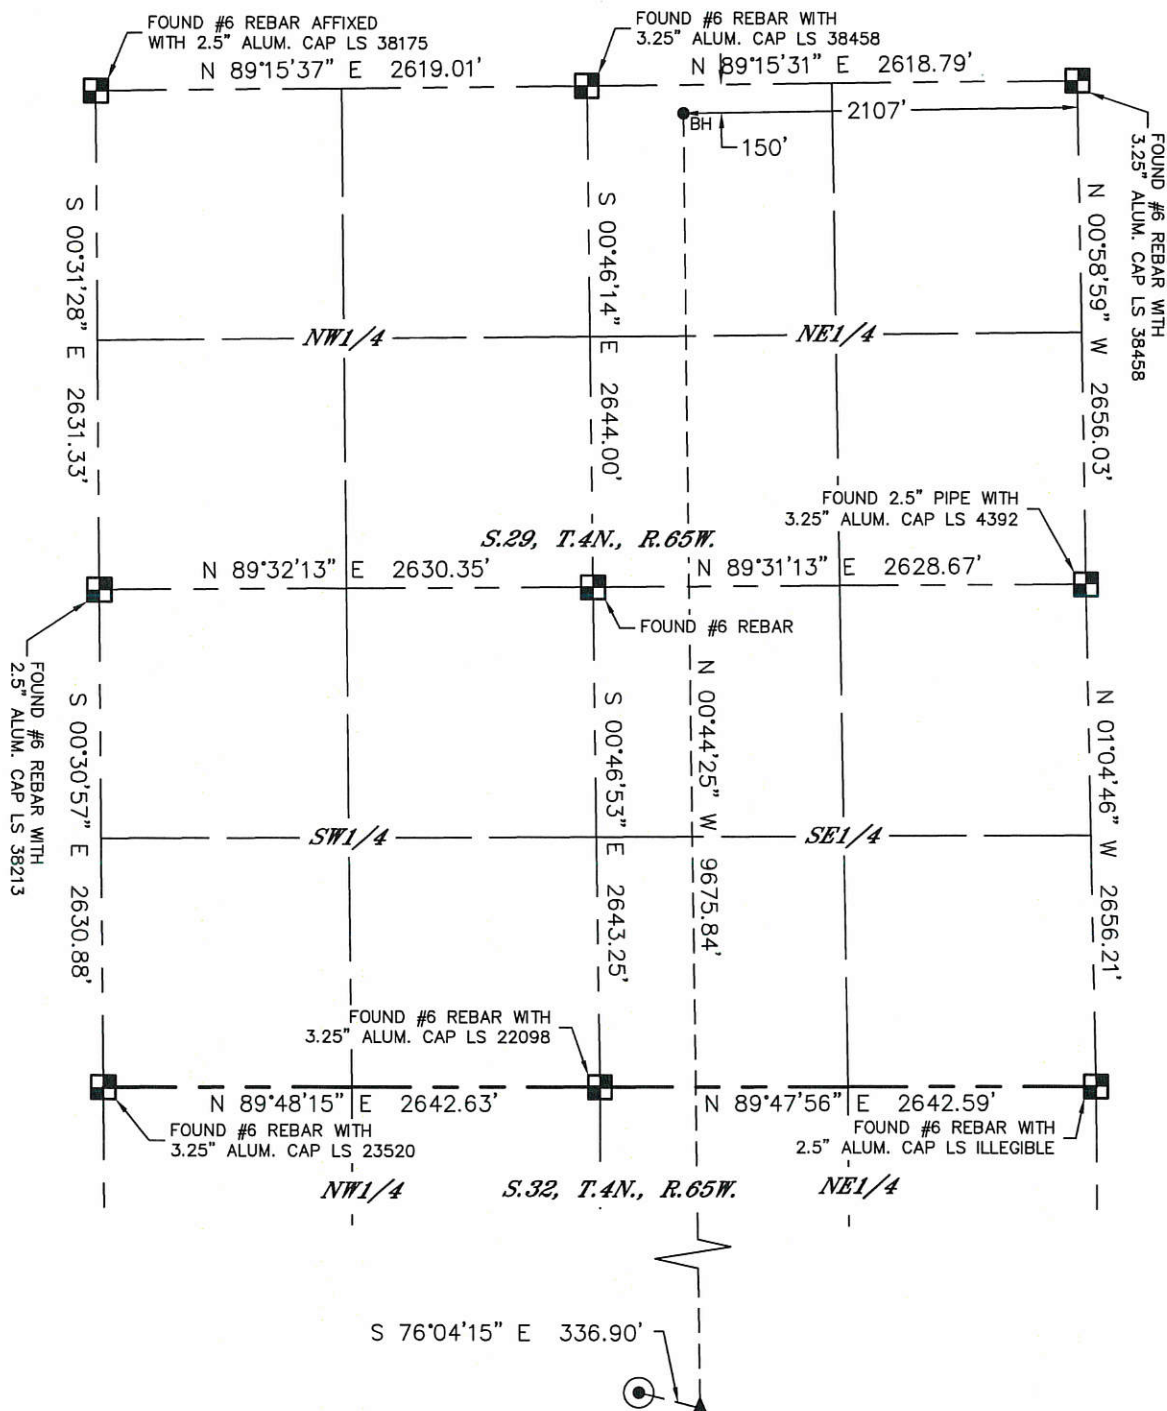 FOUND #6 REBAR AFFIXED
WITH 2.5" ALUM. CAP LS 38175
FOUND #6 REBAR WITH
3.25" ALUM. CAP LS 38458
N 89°15'37" E 2619.01'
N 89°15'31" E 2618.79'
BH
2107'
150'
FOUND #6 REBAR WITH
3.25" ALUM. CAP LS 38458
S 00°31'28" E 2631.33'
S 00°46'14" E 2644.00'
N 00°58'59" W 2656.03'
NW1/4
NE1/4
FOUND 2.5" PIPE WITH
3.25" ALUM. CAP LS 4392
S.29, T.4N., R.65W.
N 89°32'13" E 2630.35'
N 89°31'13" E 2628.67'
FOUND #6 REBAR
FOUND #6 REBAR WITH
2.5" ALUM. CAP LS 38213
S 00°30'57" E 2630.88'
S 00°46'53" E 2643.25'
N 00°44'25" W 9675.84'
N 01°04'46" W 2656.21'
SW1/4
SE1/4
FOUND #6 REBAR WITH
3.25" ALUM. CAP LS 22098
N 89°48'15" E 2642.63'
N 89°47'56" E 2642.59'
FOUND #6 REBAR WITH
3.25" ALUM. CAP LS 23520
FOUND #6 REBAR WITH
2.5" ALUM. CAP LS ILLEGIBLE
NW1/4
S.32, T.4N., R.65W.
NE1/4
S 76°04'15" E 336.90'